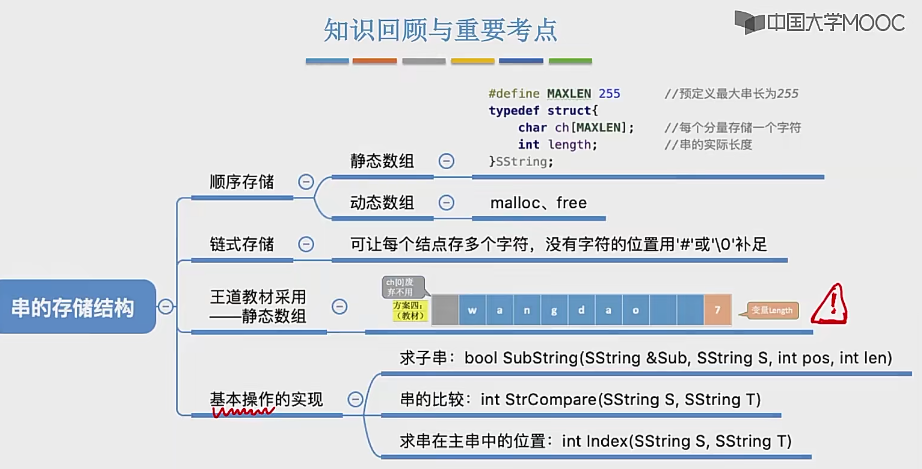 知识回顾与重要考点
中国大学MOOC
#define MAXLEN 255 //预定义最大串长为255
typedef struct{
char ch[MAXLEN]; //每个分量存储一个字符
int length; //串的实际长度
}SString;
静态数组
顺序存储
动态数组
malloc、free
链式存储
可让每个结点存多个字符，没有字符的位置用'#'或'\0'补足
串的存储结构
王道教材采用
——静态数组
ch[0]废
弃不用
方案四：
（教材）
w a n g d a o 7
变量Length
基本操作的实现
求子串：bool SubString(SString &Sub, SString S, int pos, int len)
串的比较：int StrCompare(SString S, SString T)
求串在主串中的位置：int Index(SString S, SString T)